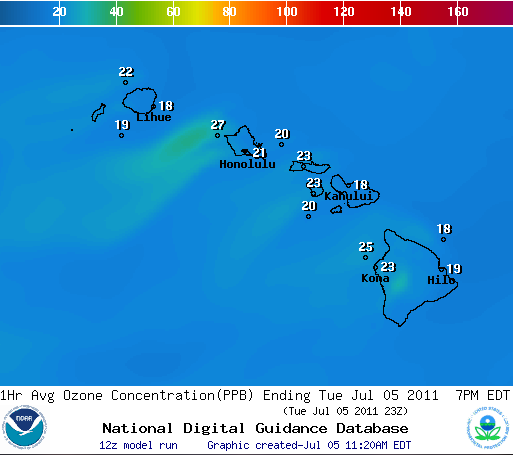 20 40 60 80 100 120 140 160
22
18
Lihue
19
27
20
21
Honolulu
23
23
18
Kahului
20
18
25
23
Kona
19
Hilo
1Hr Avg Ozone Concentration(PPB) Ending Tue Jul 05 2011 7PM EDT
(Tue Jul 05 2011 23Z)
NOAA
National Digital Guidance Database
12z model run Graphic created-Jul 05 11:20AM EDT